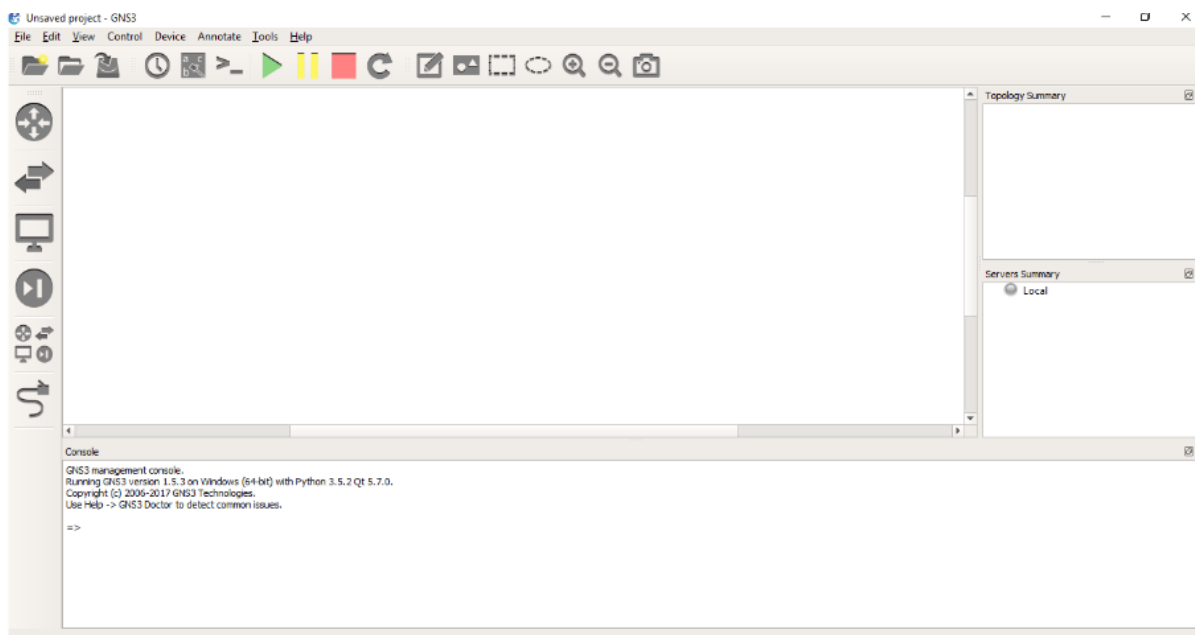 Unsaved project - GNS3
File Edit View Control Device Annotate Tools Help
Topology Summary
Servers Summary
Local
Console
GNS3 management console.
Running GNS3 version 1.5.3 on Windows (64-bit) with Python 3.5.2 Qt 5.7.0.
Copyright (c) 2006-2017 GNS3 Technologies.
Use Help -> GNS3 Doctor to detect common issues.
=>